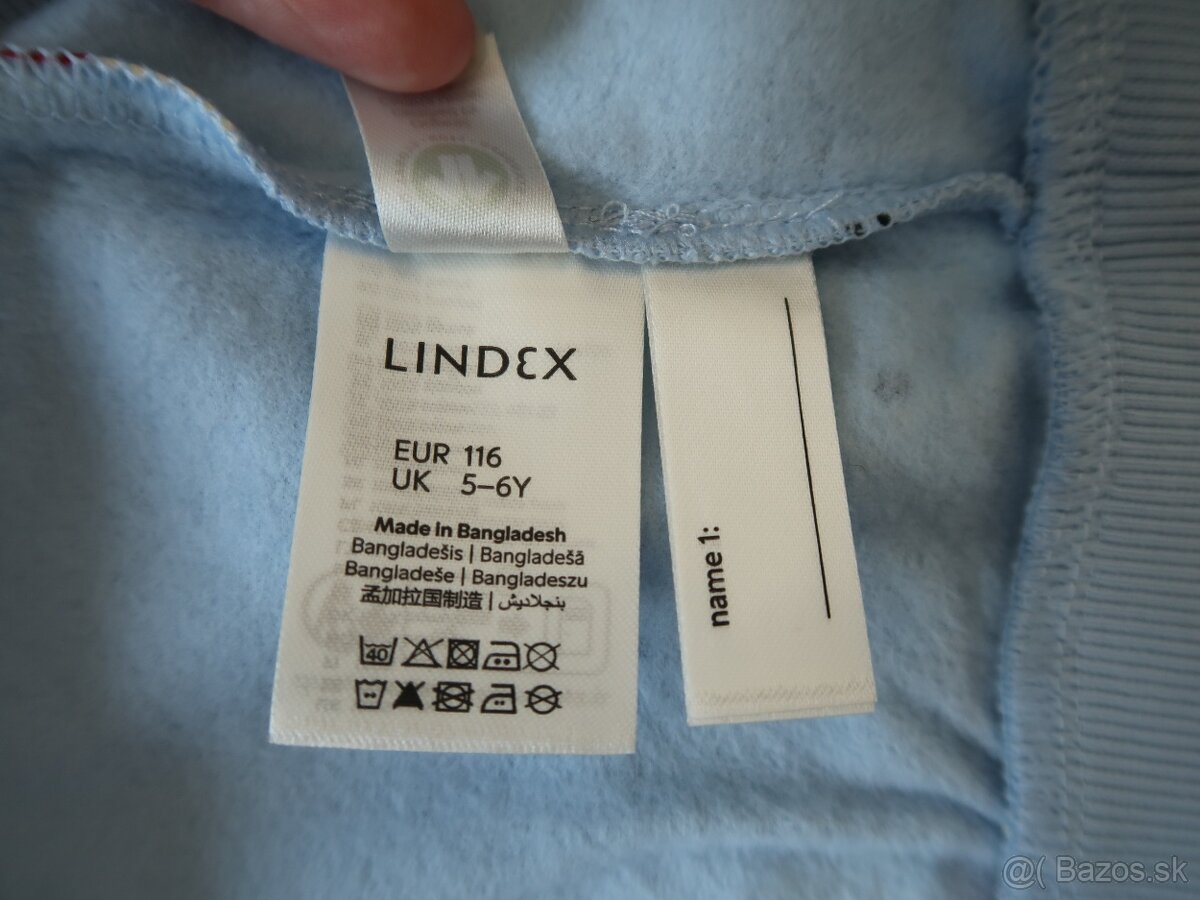 LINDEX
EUR 116
UK 5–6Y
Made in Bangladesh
Bangladešis | Bangladešā
Bangladeše | Bangladeszu
孟加拉国制造 | بنجلاديش
40
name 1:
@( Bazos.sk